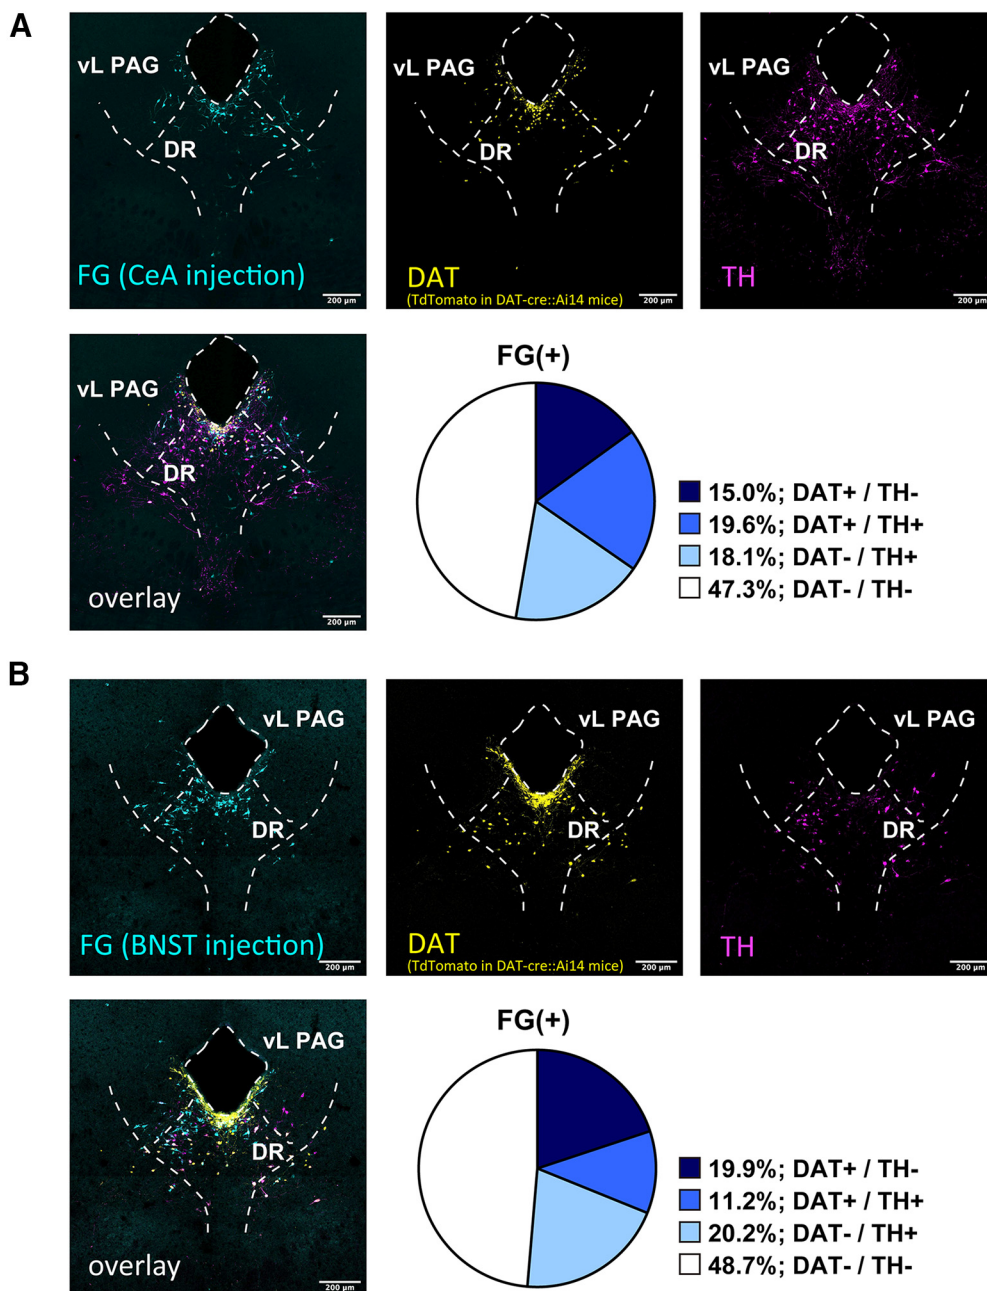 A
vL PAG
DR
FG (CeA injection)
200 µm
vL PAG
DR
DAT
(TdTomato in DAT-cre::Ai14 mice)
200 µm
vL PAG
DR
TH
200 µm
vL PAG
DR
overlay
200 µm
FG(+)
15.0%; DAT+ / TH-
19.6%; DAT+ / TH+
18.1%; DAT- / TH+
47.3%; DAT- / TH-
B
vL PAG
DR
FG (BNST injection)
200 µm
DR
DAT
(TdTomato in DAT-cre::Ai14 mice)
200 µm
vL PAG
DR
TH
200 µm
vL PAG
DR
overlay
200 µm
FG(+)
19.9%; DAT+ / TH-
11.2%; DAT+ / TH+
20.2%; DAT- / TH+
48.7%; DAT- / TH-